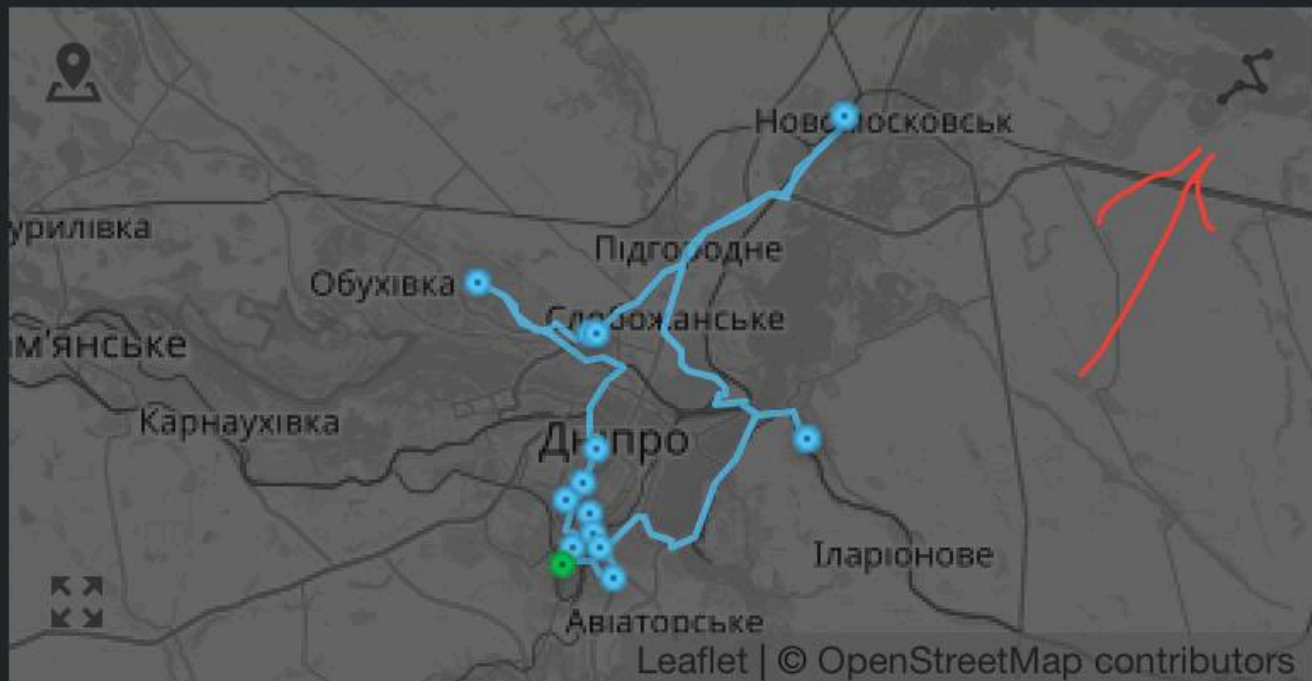 Новомосковськ
урилівка
Підгородне
Обухівка
Слобожанське
м'янське
Карнаухівка
Дніпро
Іларіонове
Авіаторське
Leaflet | © OpenStreetMap contributors